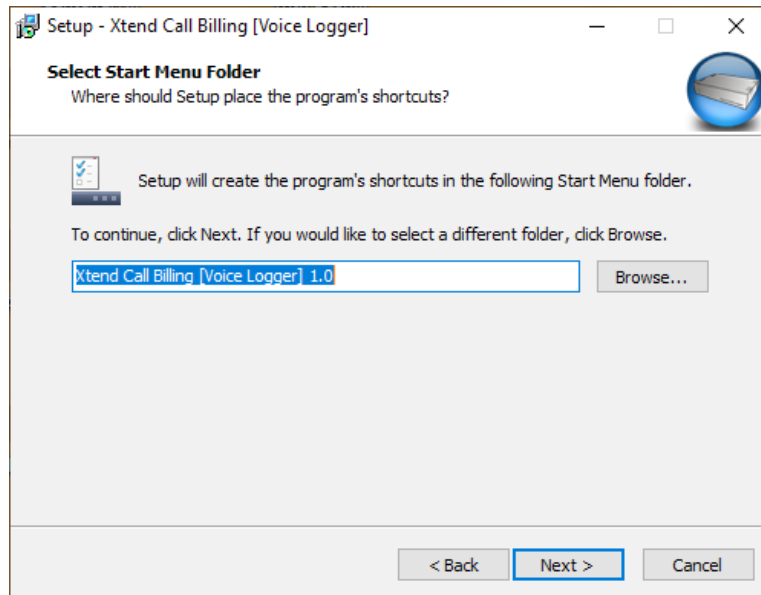 Setup - Xtend Call Billing [Voice Logger]
Select Start Menu Folder
Where should Setup place the program's shortcuts?
Setup will create the program's shortcuts in the following Start Menu folder.
To continue, click Next. If you would like to select a different folder, click Browse.
Xtend Call Billing [Voice Logger] 1.0
Browse...
< Back
Next >
Cancel